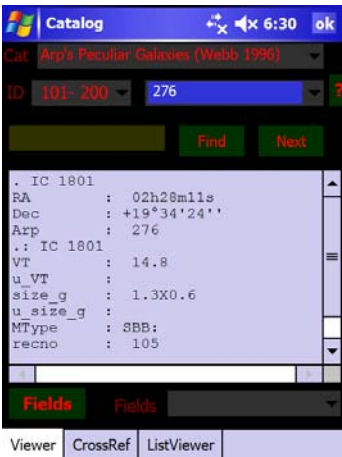 Catalog 6:30 ok
Cat Arp's Peculiar Galaxies (Webb 1996)
ID 101- 200 276 ?
Find Next
. IC 1801
RA : 02h28m11s
Dec : +19°34'24''
Arp : 276
.: IC 1801
VT : 14.8
u_VT :
size_g : 1.3X0.6
u_size_g :
MType : SBB:
recno : 105
Fields Fields
Viewer CrossRef ListViewer